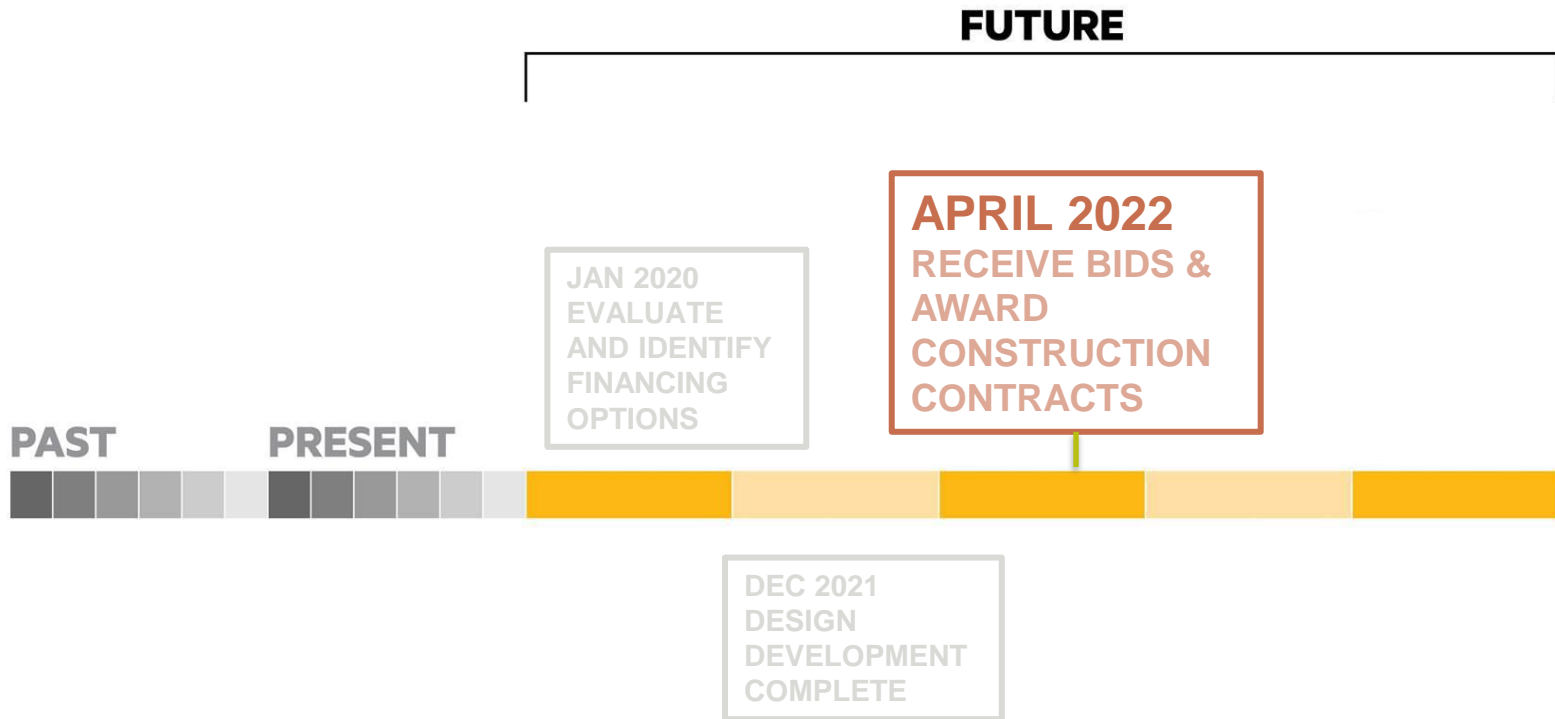 FUTURE
APRIL 2022
RECEIVE BIDS &
AWARD
CONSTRUCTION
CONTRACTS
JAN 2020
EVALUATE
AND IDENTIFY
FINANCING
OPTIONS
PAST
PRESENT
DEC 2021
DESIGN
DEVELOPMENT
COMPLETE